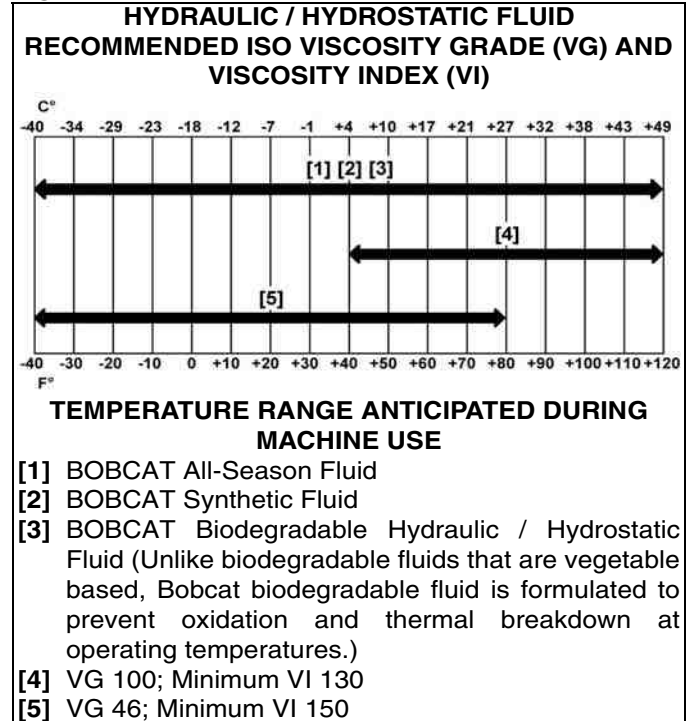 HYDRAULIC / HYDROSTATIC FLUID
RECOMMENDED ISO VISCOSITY GRADE (VG) AND
VISCOSITY INDEX (VI)
C°
-40 -34 -29 -23 -18 -12 -7 -1 +4 +10 +17 +21 +27 +32 +38 +43 +49
[1] [2] [3]
[4]
[5]
-40 -30 -20 -10 0 +10 +20 +30 +40 +50 +60 +70 +80 +90 +100 +110 +120
F°
TEMPERATURE RANGE ANTICIPATED DURING
MACHINE USE
[1] BOBCAT All-Season Fluid
[2] BOBCAT Synthetic Fluid
[3] BOBCAT Biodegradable Hydraulic / Hydrostatic
Fluid (Unlike biodegradable fluids that are vegetable
based, Bobcat biodegradable fluid is formulated to
prevent oxidation and thermal breakdown at
operating temperatures.)
[4] VG 100; Minimum VI 130
[5] VG 46; Minimum VI 150